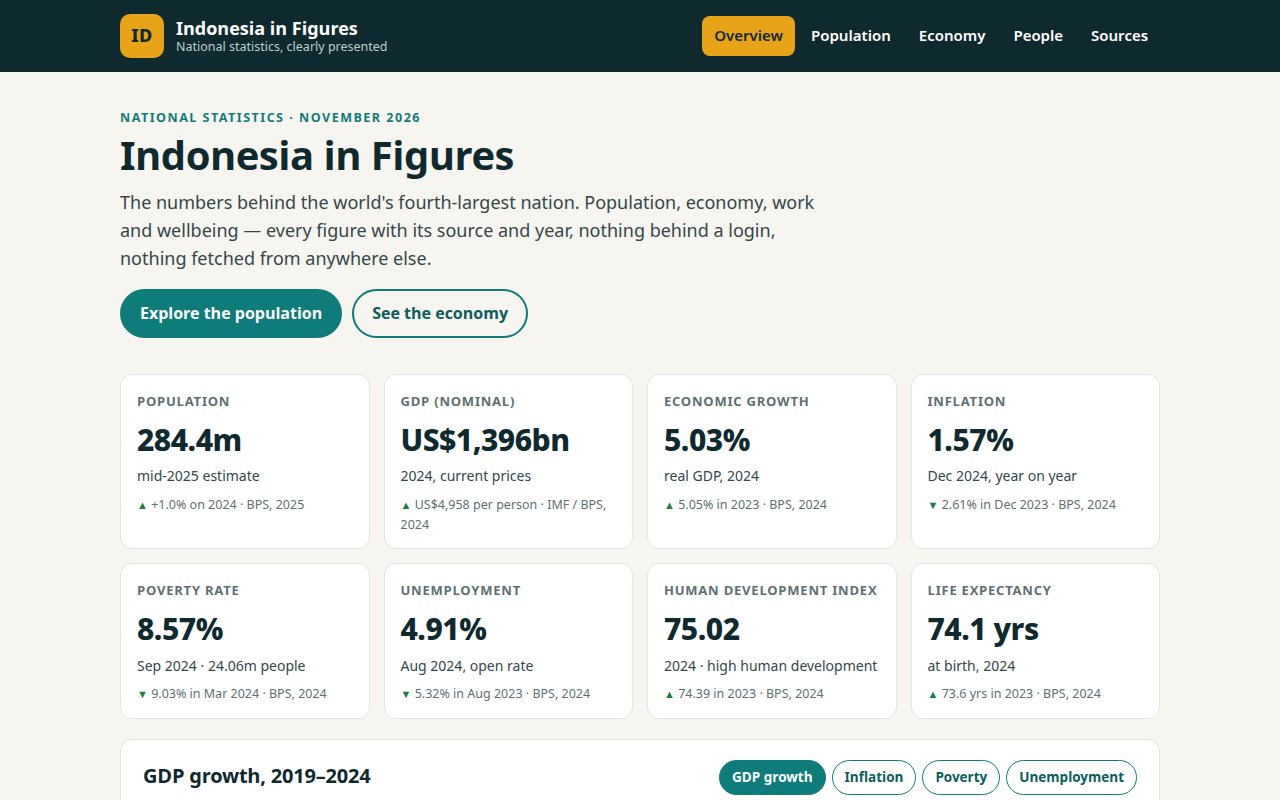 ID
Indonesia in Figures
National statistics, clearly presented
Overview
Population
Economy
People
Sources
NATIONAL STATISTICS · NOVEMBER 2026
Indonesia in Figures
The numbers behind the world's fourth-largest nation. Population, economy, work
and wellbeing — every figure with its source and year, nothing behind a login,
nothing fetched from anywhere else.
Explore the population
See the economy
POPULATION
284.4m
mid-2025 estimate
▲ +1.0% on 2024 · BPS, 2025
GDP (NOMINAL)
US$1,396bn
2024, current prices
▲ US$4,958 per person · IMF / BPS,
2024
ECONOMIC GROWTH
5.03%
real GDP, 2024
▲ 5.05% in 2023 · BPS, 2024
INFLATION
1.57%
Dec 2024, year on year
▼ 2.61% in Dec 2023 · BPS, 2024
POVERTY RATE
8.57%
Sep 2024 · 24.06m people
▼ 9.03% in Mar 2024 · BPS, 2024
UNEMPLOYMENT
4.91%
Aug 2024, open rate
▼ 5.32% in Aug 2023 · BPS, 2024
HUMAN DEVELOPMENT INDEX
75.02
2024 · high human development
▲ 74.39 in 2023 · BPS, 2024
LIFE EXPECTANCY
74.1 yrs
at birth, 2024
▲ 73.6 yrs in 2023 · BPS, 2024
GDP growth, 2019–2024
GDP growth
Inflation
Poverty
Unemployment